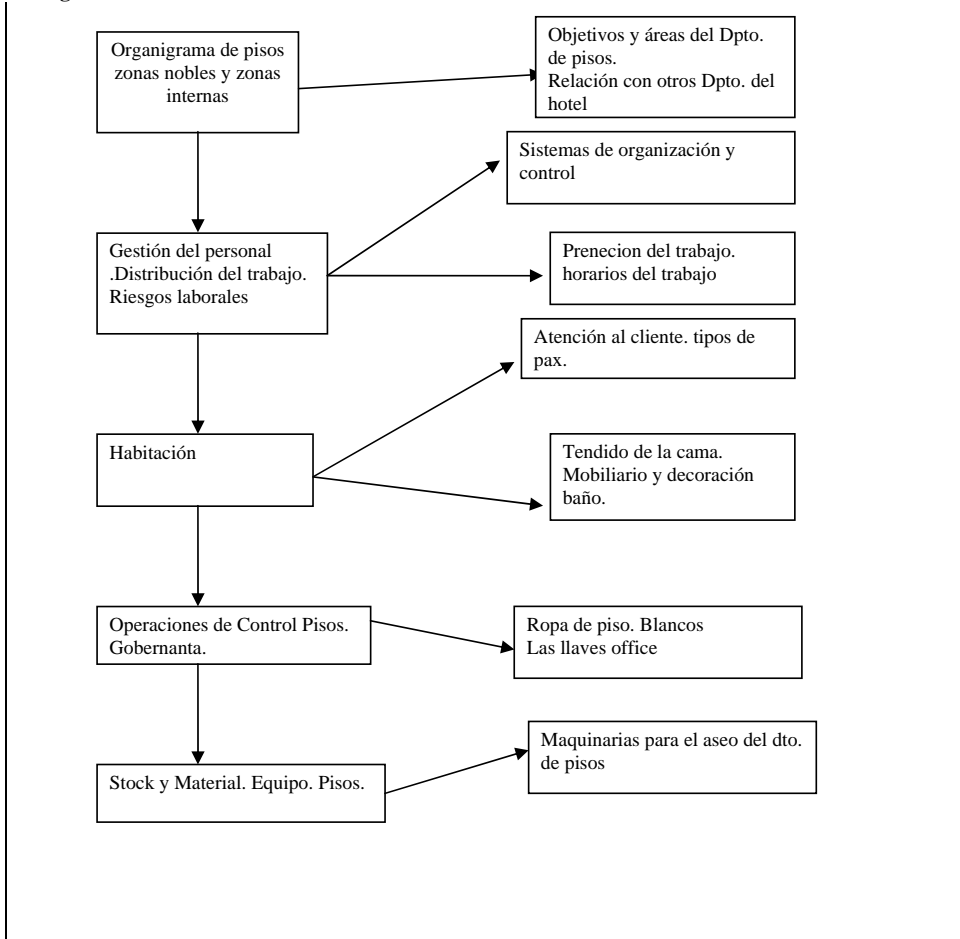 Organigrama de pisos
zonas nobles y zonas
internas
Objetivos y áreas del Dpto.
de pisos.
Relación con otros Dpto. del
hotel
Sistemas de organización y
control
Gestión del personal
.Distribución del trabajo.
Riesgos laborales
Prenecion del trabajo.
horarios del trabajo
Atención al cliente. tipos de
pax.
Habitación
Tendido de la cama.
Mobiliario y decoración
baño.
Operaciones de Control Pisos.
Gobernanta.
Ropa de piso. Blancos
Las llaves office
Maquinarias para el aseo del dto.
de pisos
Stock y Material. Equipo. Pisos.